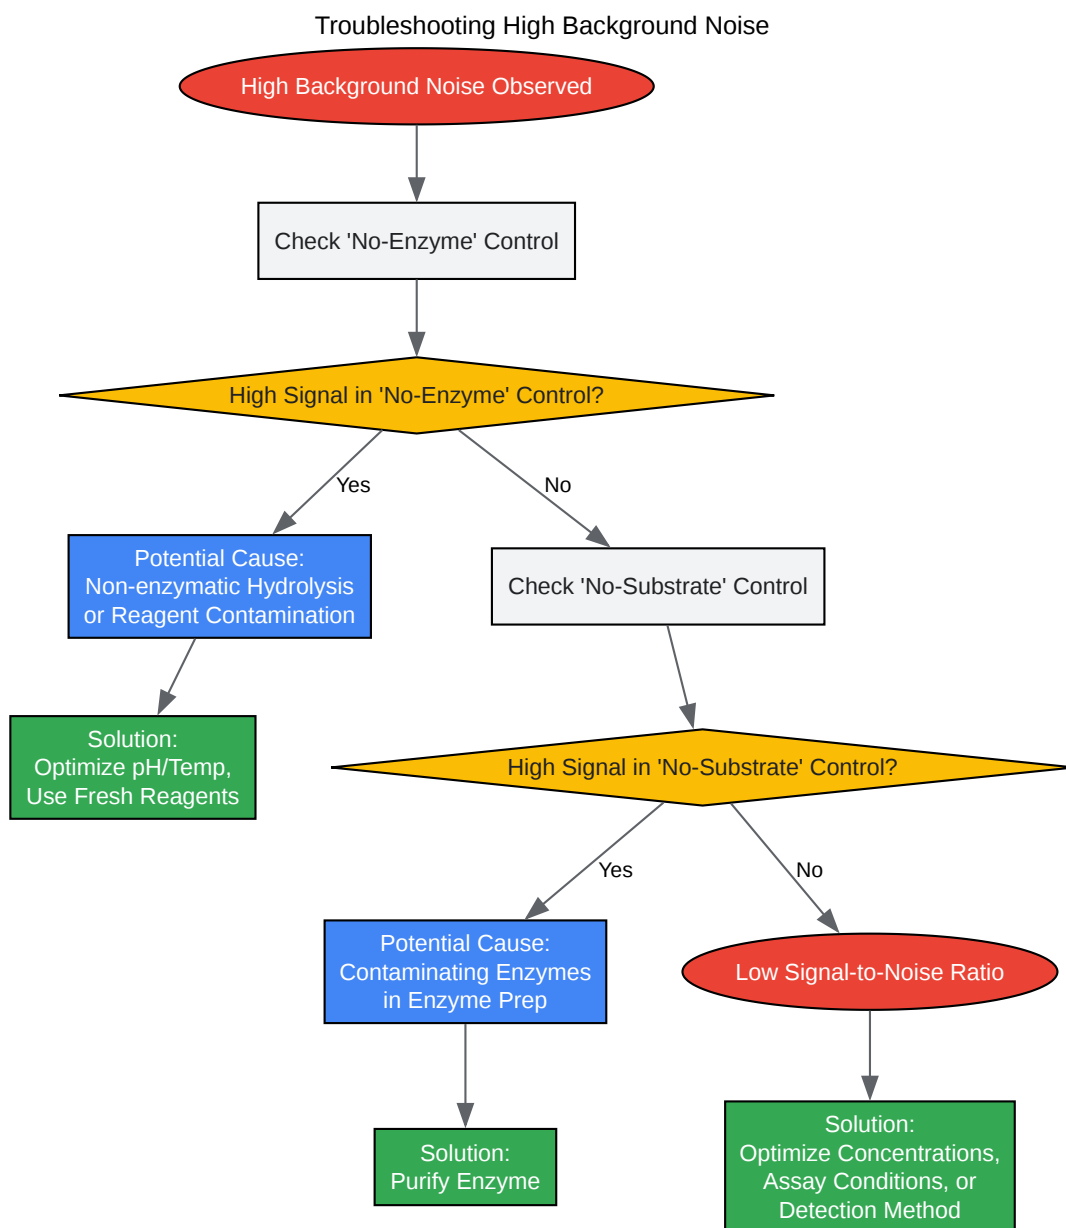 Troubleshooting High Background Noise
High Background Noise Observed
Check 'No-Enzyme' Control
High Signal in 'No-Enzyme' Control?
Yes
No
Potential Cause:
Non-enzymatic Hydrolysis
or Reagent Contamination
Check 'No-Substrate' Control
Solution:
Optimize pH/Temp,
Use Fresh Reagents
High Signal in 'No-Substrate' Control?
Yes
No
Potential Cause:
Contaminating Enzymes
in Enzyme Prep
Low Signal-to-Noise Ratio
Solution:
Purify Enzyme
Solution:
Optimize Concentrations,
Assay Conditions, or
Detection Method